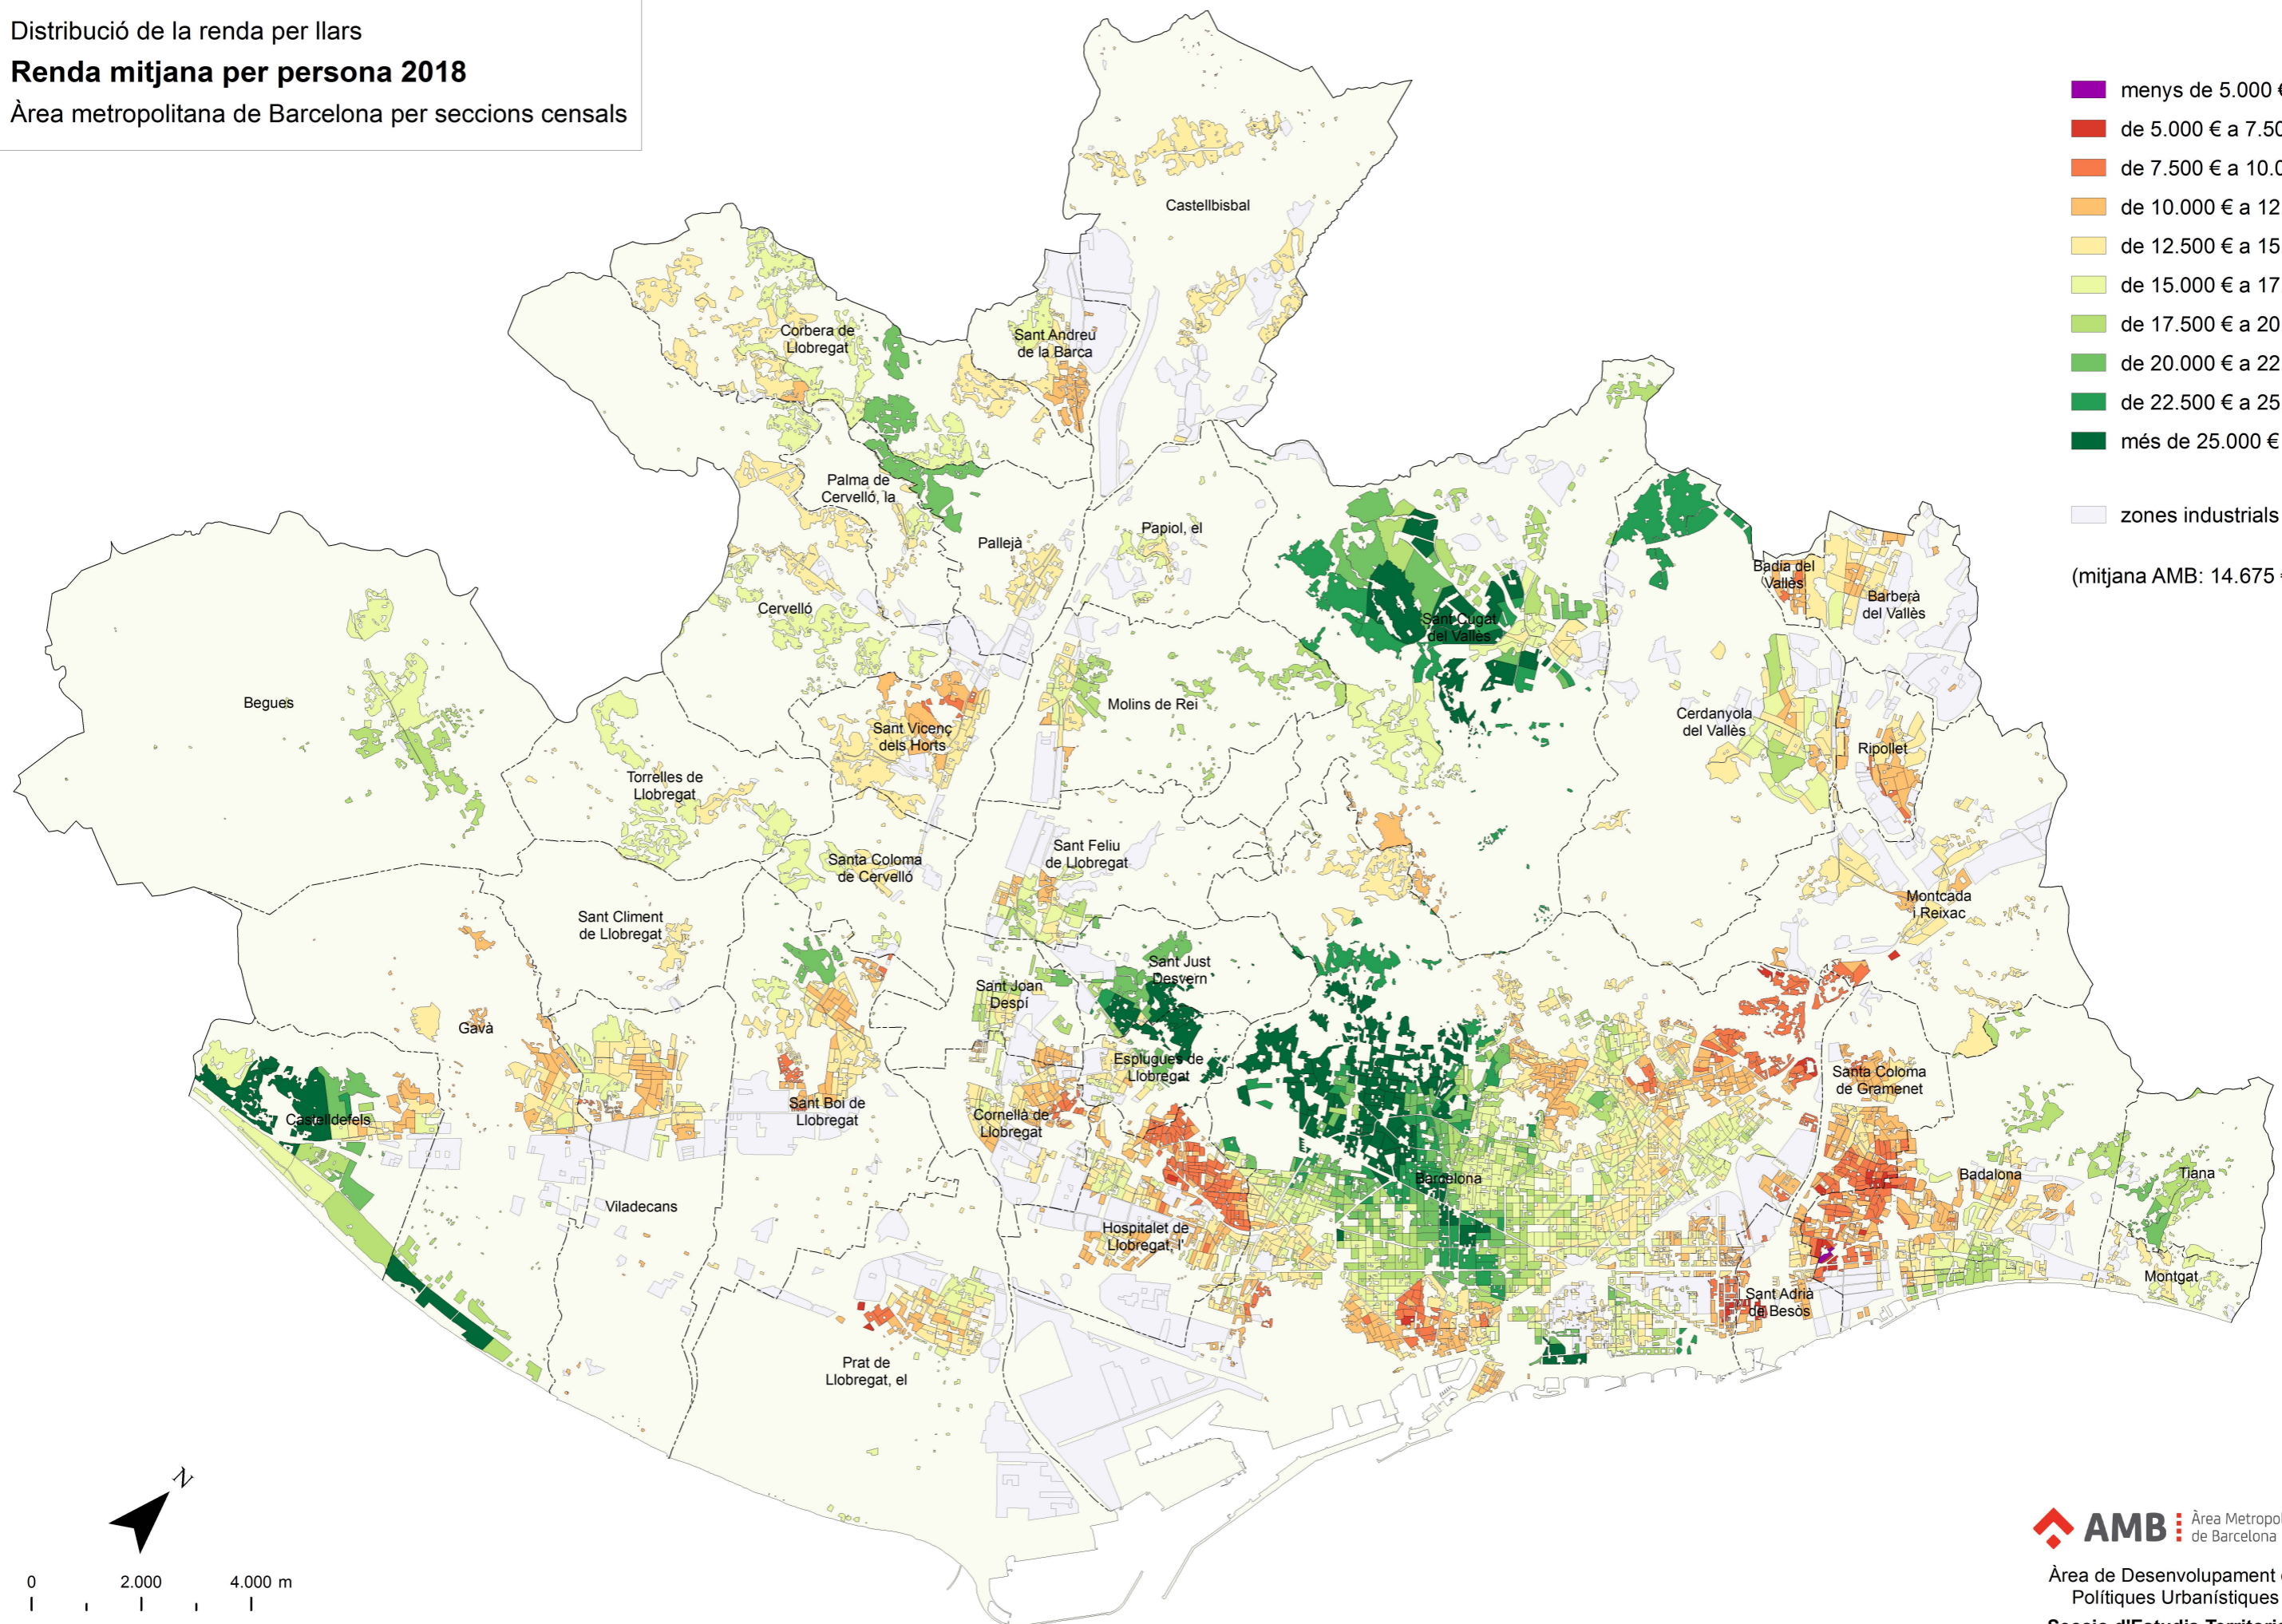 Distribució de la renda per llars
Renda mitjana per persona 2018
Àrea metropolitana de Barcelona per seccions censals
menys de 5.000 €
de 5.000 € a 7.50
de 7.500 € a 10.0
de 10.000 € a 12
de 12.500 € a 15
de 15.000 € a 17
de 17.500 € a 20
de 20.000 € a 22
de 22.500 € a 25
més de 25.000 €
zones industrials
(mitjana AMB: 14.675
Castellbisbal
Corbera de
Llobregat
Sant Andreu
de la Barca
Palma de
Cervelló, la
Pallejà
Papiol, el
Badia del
Vallès
Barberà
del Vallès
Cervelló
Sant Cugat
del Vallès
Begues
Molins de Rei
Sant Vicenç
dels Horts
Cerdanyola
del Vallès
Ripollet
Torrelles de
Llobregat
Sant Feliu
de Llobregat
Santa Coloma
de Cervelló
Montcada
i Reixac
Sant Climent
de Llobregat
Sant Just
Desvern
Sant Joan
Despí
Gavà
Esplugues de
Llobregat
Santa Coloma
de Gramenet
Castelldefels
Sant Boi de
Llobregat
Cornellà de
Llobregat
Barcelona
Badalona
Tiana
Viladecans
Hospitalet de
Llobregat, l'
Montgat
Sant Adrià
de Besòs
Prat de
Llobregat, el
N
0 2.000 4.000 m
AMB Àrea Metropol
de Barcelona
Àrea de Desenvolupament
Polítiques Urbanístiques